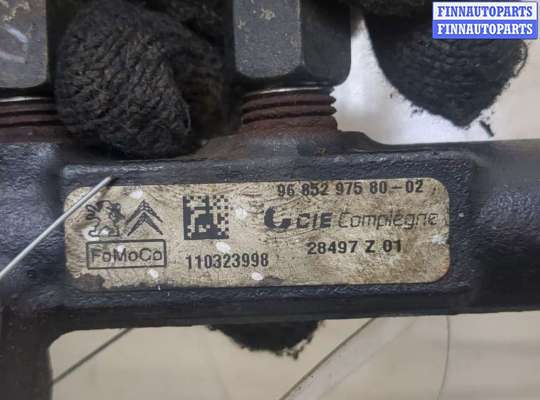 FINNAUTOPARTS
FINNAUTOPARTS
96 852 975 80-02
CIE Compiègne
FoMoCo
110323998
28497 Z 01